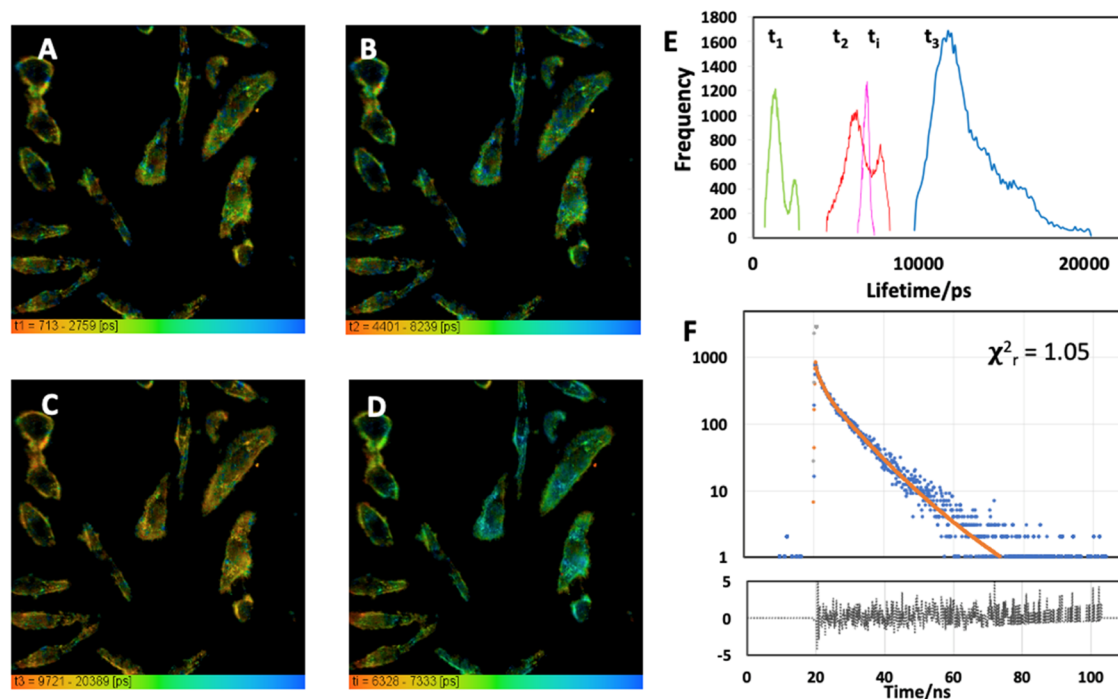 A
t1 = 713 - 2759 [ps]
B
t2 = 4401 - 8239 [ps]
C
t3 = 9721 - 20389 [ps]
D
ti = 6328 - 7333 [ps]
E
t1 t2 ti t3
Frequency
1800
1600
1400
1200
1000
800
600
400
200
0
0 10000 20000
Lifetime/ps
F
χ²r = 1.05
1000
100
10
1
5
0
-5
0 20 40 60 80 100
Time/ns